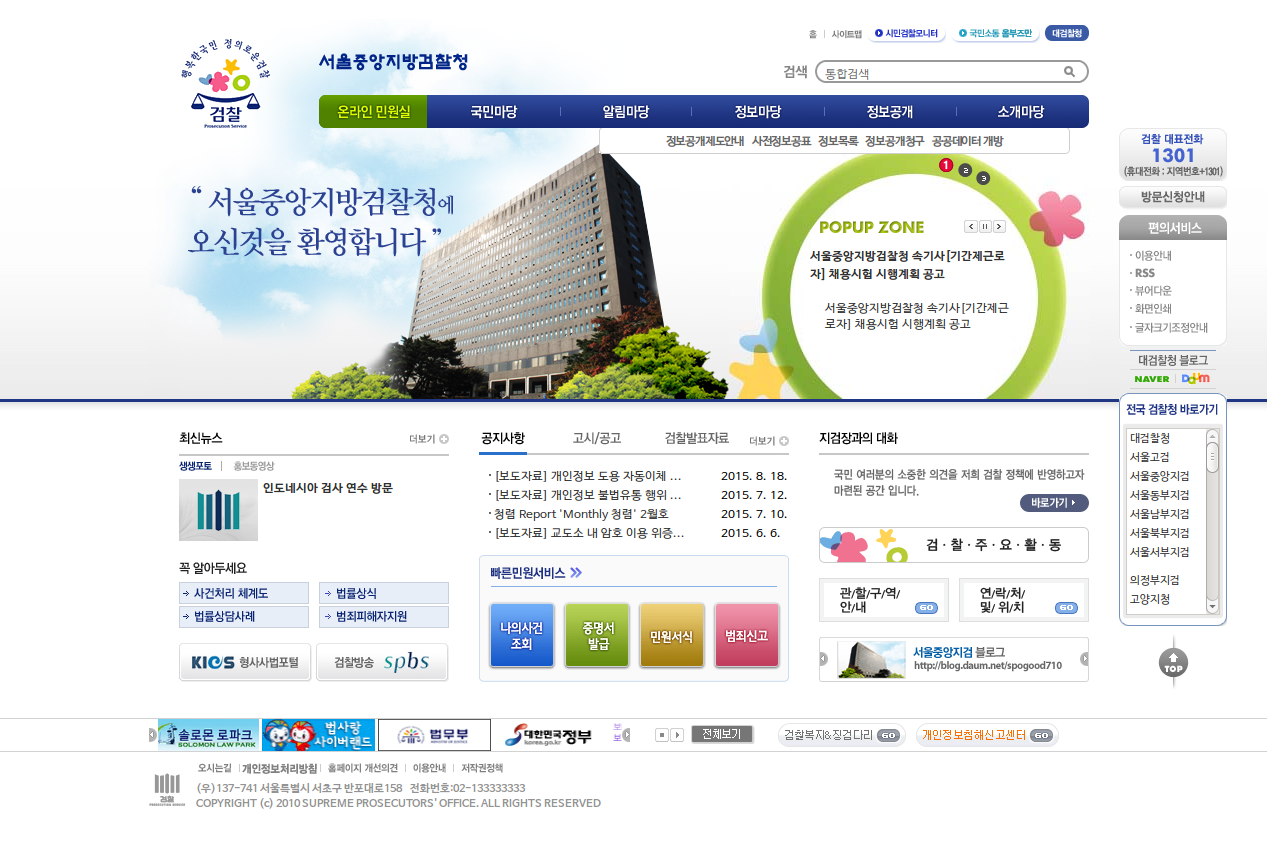 홈 | 사이트맵 시민검찰모니터 국민소통 옴부즈만 대검찰청
행복한국민 정의로운검찰
검찰
Prosecution Service
서울중앙지방검찰청
검색 통합검색
온라인 민원실 국민마당 알림마당 정보마당 정보공개 소개마당
정보공개제도안내 사전정보공표 정보목록 정보공개청구 공공데이터 개방
“ 서울중앙지방검찰청에
오신것을 환영합니다 ”
1 2 3
POPUP ZONE
서울중앙지방검찰청 속기사[기간제근로
자] 채용시험 시행계획 공고
서울중앙지방검찰청 속기사[기간제근
로자] 채용시험 시행계획 공고
검찰 대표전화
1301
(휴대전화 : 지역번호+1301)
방문신청안내
편의서비스
· 이용안내
· RSS
· 뷰어다운
· 화면인쇄
· 글자크기조정안내
대검찰청 블로그
NAVER | Daum
전국 검찰청 바로가기
대검찰청
서울고검
서울중앙지검
서울동부지검
서울남부지검
서울북부지검
서울서부지검
의정부지검
고양지청
TOP
최신뉴스 더보기
생생포토 | 홍보동영상
인도네시아 검사 연수 방문
꼭 알아두세요
사건처리 체계도 법률상식
법률상담사례 범죄피해자지원
KICS 형사사법포털 검찰방송 spbs
공지사항 고시/공고 검찰발표자료 더보기
· [보도자료] 개인정보 도용 자동이체 ... 2015. 8. 18.
· [보도자료] 개인정보 불법유통 행위 ... 2015. 7. 12.
· 청렴 Report 'Monthly 청렴' 2월호 2015. 7. 10.
· [보도자료] 교도소 내 암호 이용 위증... 2015. 6. 6.
빠른민원서비스
나의사건
조회
증명서
발급
민원서식
범죄신고
지검장과의 대화
국민 여러분의 소중한 의견을 저희 검찰 정책에 반영하고자
마련된 공간 입니다.
바로가기
검 · 찰 · 주 · 요 · 활 · 동
관/할/구/역/
안/내 GO
연/락/처/
및/ 위/치 GO
서울중앙지검 블로그
http://blog.daum.net/spogood710
솔로몬 로파크
SOLOMON LAW PARK
법사랑
사이버랜드
법무부
대한민국정부
korea.go.kr
전체보기
검찰복지&징검다리 GO
개인정보침해신고센터 GO
오시는길 | 개인정보처리방침 | 홈페이지 개선의견 | 이용안내 | 저작권정책
검찰
PROSECUTION SERVICE
(우)137-741 서울특별시 서초구 반포대로158 전화번호:02-133333333
COPYRIGHT (c) 2010 SUPREME PROSECUTORS' OFFICE. ALL RIGHTS RESERVED